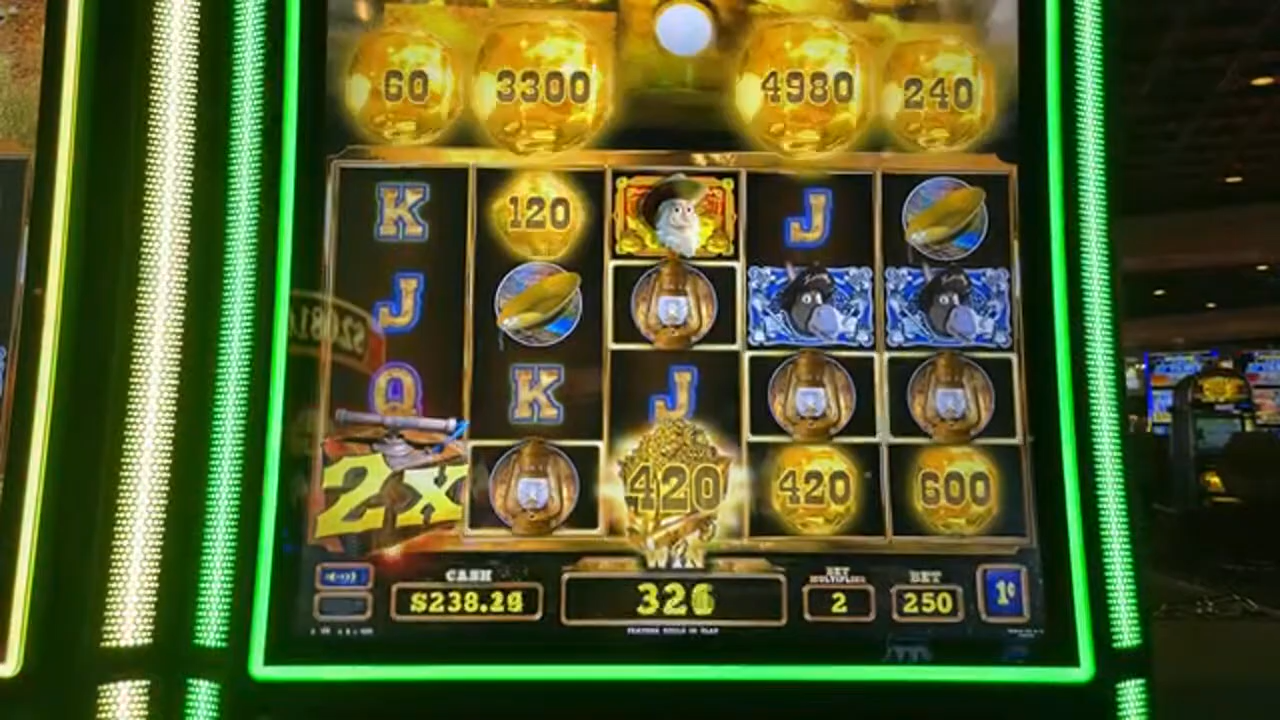 60 3300 4980 240
K 120 J
J
Q K J
2X 420 420 600
WIN
CASH BET MULTIPLIER BET
$238.28 326 2 250 1¢